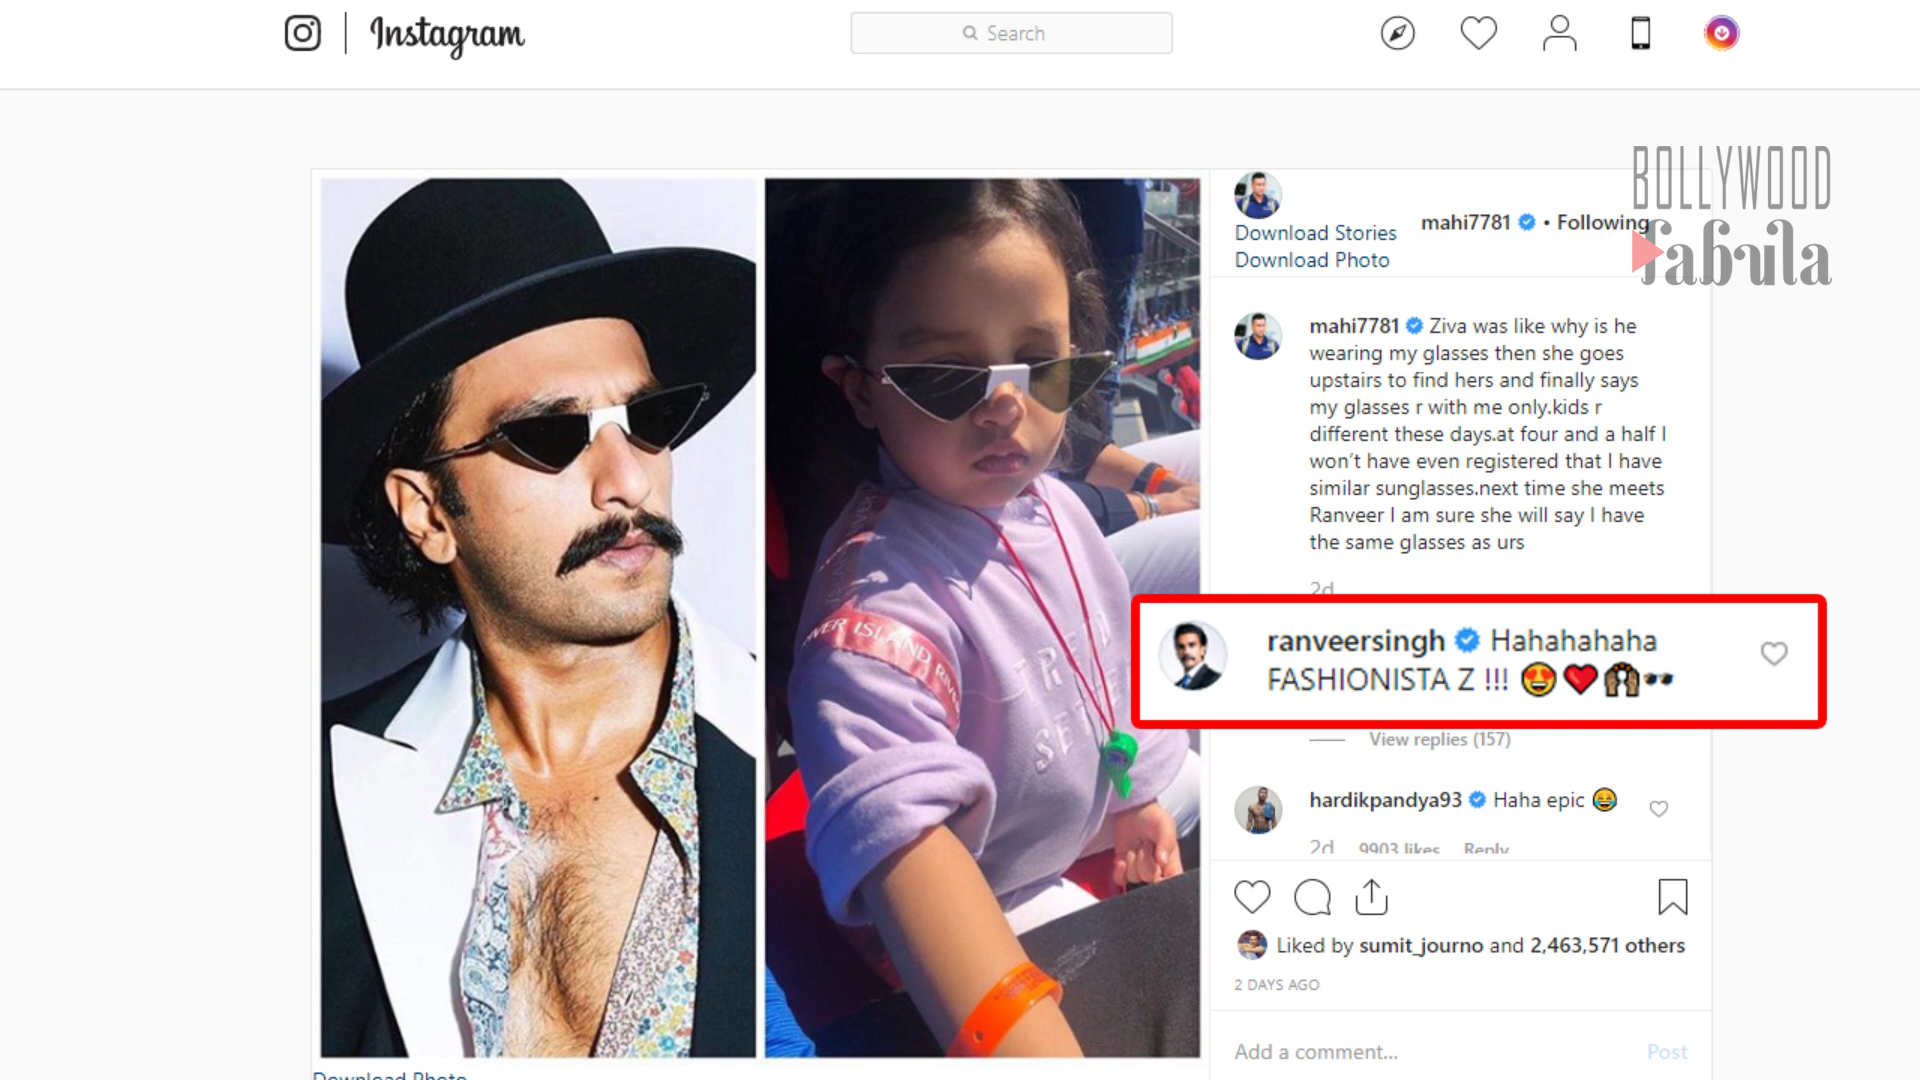 Instagram
Search
BOLLYWOOD
fabula
Download Stories
Download Photo
mahi7781 • Following
mahi7781 Ziva was like why is he
wearing my glasses then she goes
upstairs to find hers and finally says
my glasses r with me only.kids r
different these days.at four and a half I
won't have even registered that I have
similar sunglasses.next time she meets
Ranveer I am sure she will say I have
the same glasses as urs
2d
ranveersingh Hahahahaha
FASHIONISTA Z !!! 😍❤️🙌🕶️
View replies (157)
hardikpandya93 Haha epic 😂
2d 9903 likes Reply
Liked by sumit_journo and 2,463,571 others
2 DAYS AGO
Add a comment... Post
Download Photo
RIVER ISLAND RIVER